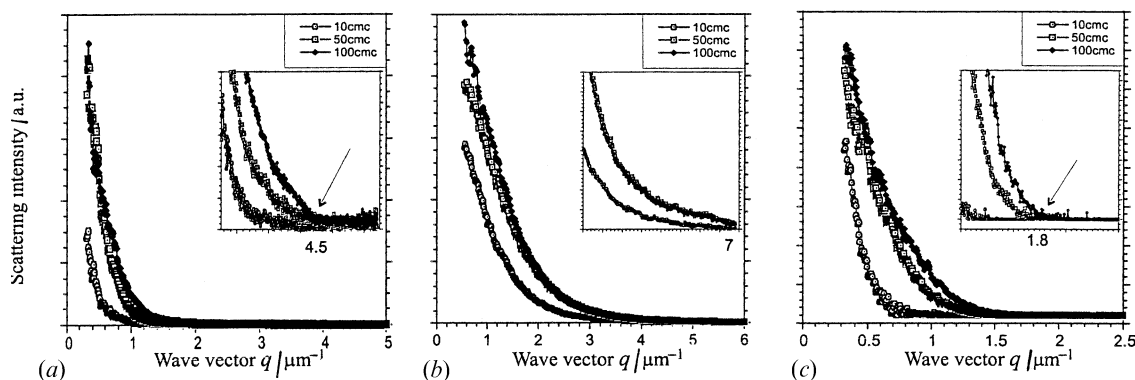 10cmc
50cmc
100cmc
4.5
0 1 2 3 4 5
Wave vector q/μm⁻¹
(a)
Scattering intensity/a.u.
10cmc
50cmc
100cmc
7
0 1 2 3 4 5 6
Wave vector q/μm⁻¹
(b)
10cmc
50cmc
100cmc
1.8
0 0.5 1 1.5 2 2.5
Wave vector q/μm⁻¹
(c)